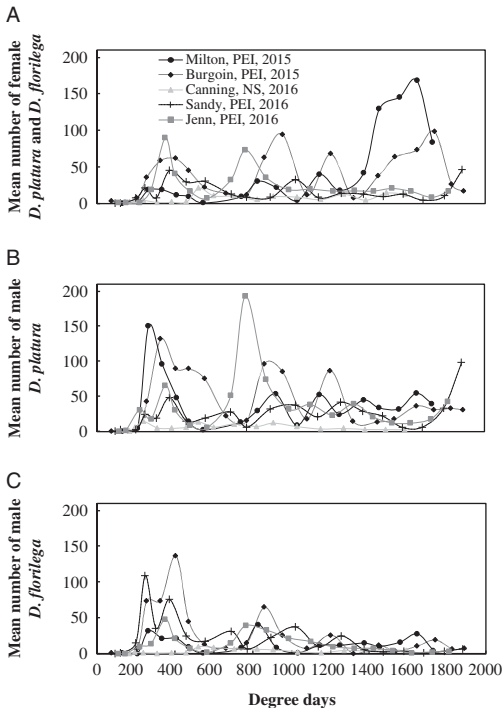 A
Mean number of female
D. platura and D. florilega
200
150
100
50
0
Milton, PEI, 2015
Burgoin, PEI, 2015
Canning, NS, 2016
Sandy, PEI, 2016
Jenn, PEI, 2016
B
Mean number of male
D. platura
200
150
100
50
0
C
Mean number of male
D. florilega
200
150
100
50
0
0 200 400 600 800 1000 1200 1400 1600 1800 2000
Degree days